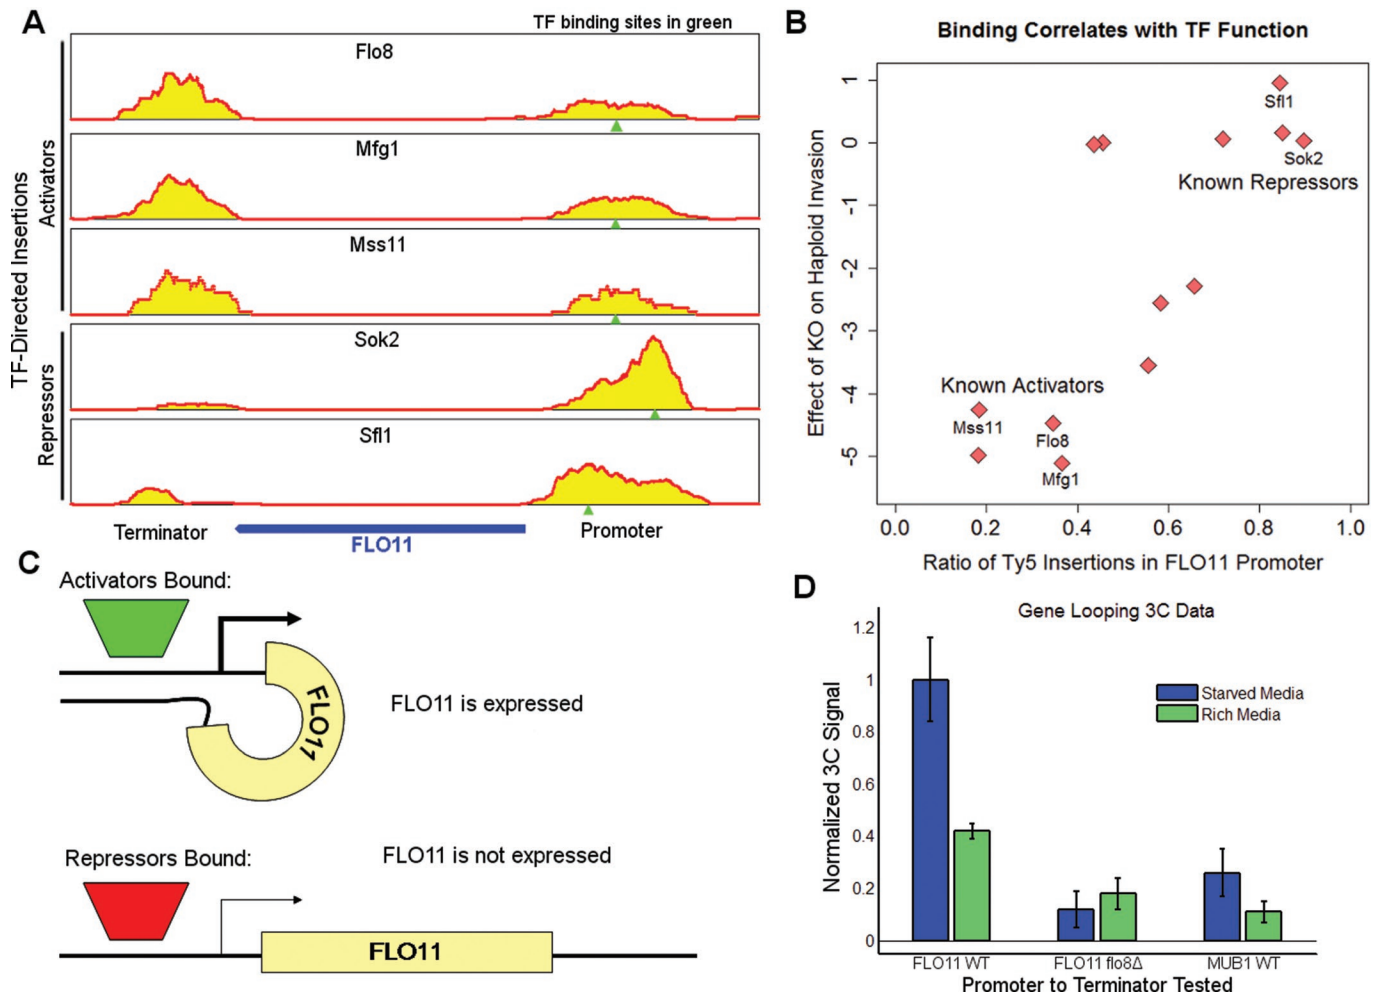 A
TF binding sites in green
TF-Directed Insertions
Activators
Repressors
Flo8
Mfg1
Mss11
Sok2
Sfl1
Terminator
FLO11
Promoter
B
Binding Correlates with TF Function
Effect of KO on Haploid Invasion
1
0
-1
-2
-3
-4
-5
Sfl1
Sok2
Known Repressors
Known Activators
Mss11
Flo8
Mfg1
0.0 0.2 0.4 0.6 0.8 1.0
Ratio of Ty5 Insertions in FLO11 Promoter
C
Activators Bound:
FLO11
FLO11 is expressed
Repressors Bound:
FLO11 is not expressed
FLO11
D
Gene Looping 3C Data
Normalized 3C Signal
1.2
1
0.8
0.6
0.4
0.2
0
Starved Media
Rich Media
FLO11 WT FLO11 flo8Δ MUB1 WT
Promoter to Terminator Tested